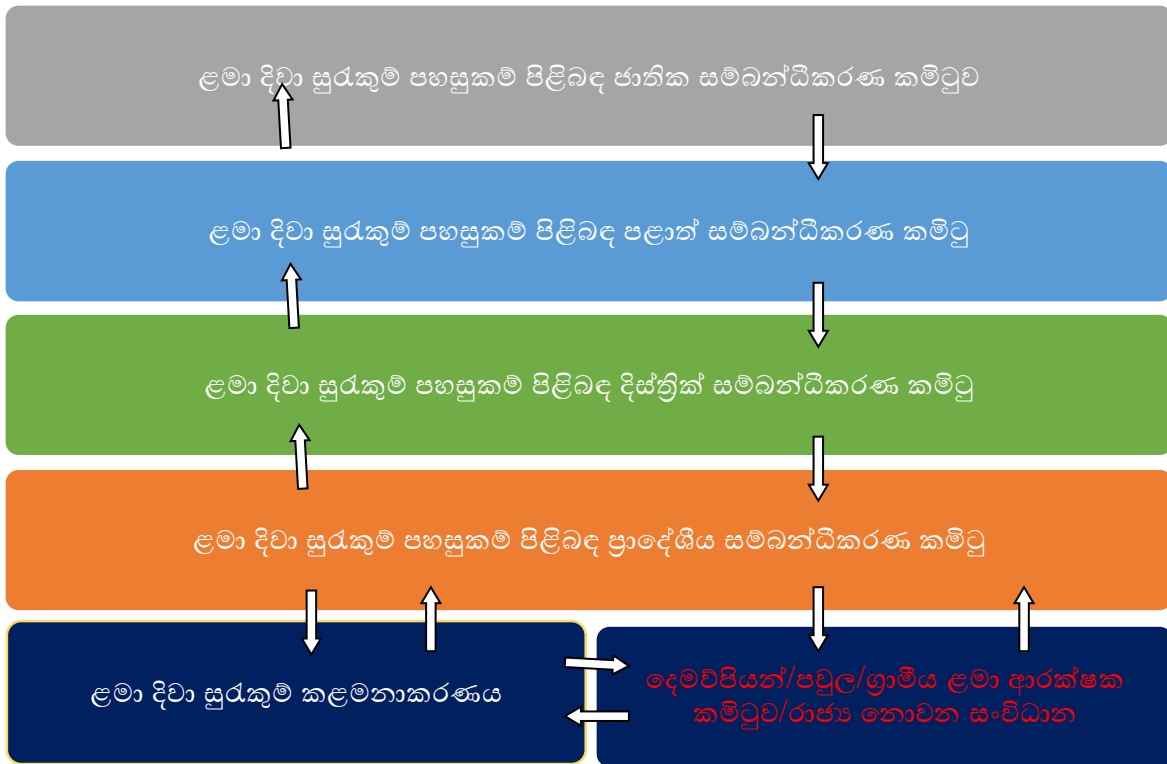 ළමා දිවා සුරැකුම් පහසුකම් පිළිබඳ ජාතික සම්බන්ධීකරණ කමිටුව
ළමා දිවා සුරැකුම් පහසුකම් පිළිබඳ පළාත් සම්බන්ධීකරණ කමිටු
ළමා දිවා සුරැකුම් පහසුකම් පිළිබඳ දිස්ත්‍රික් සම්බන්ධීකරණ කමිටු
ළමා දිවා සුරැකුම් පහසුකම් පිළිබඳ ප්‍රාදේශීය සම්බන්ධීකරණ කමිටු
ළමා දිවා සුරැකුම් කළමනාකරණය
දෙමව්පියන්/පවුල/ග්‍රාමීය ළමා ආරක්ෂක
කමිටුව/රාජ්‍ය නොවන සංවිධාන